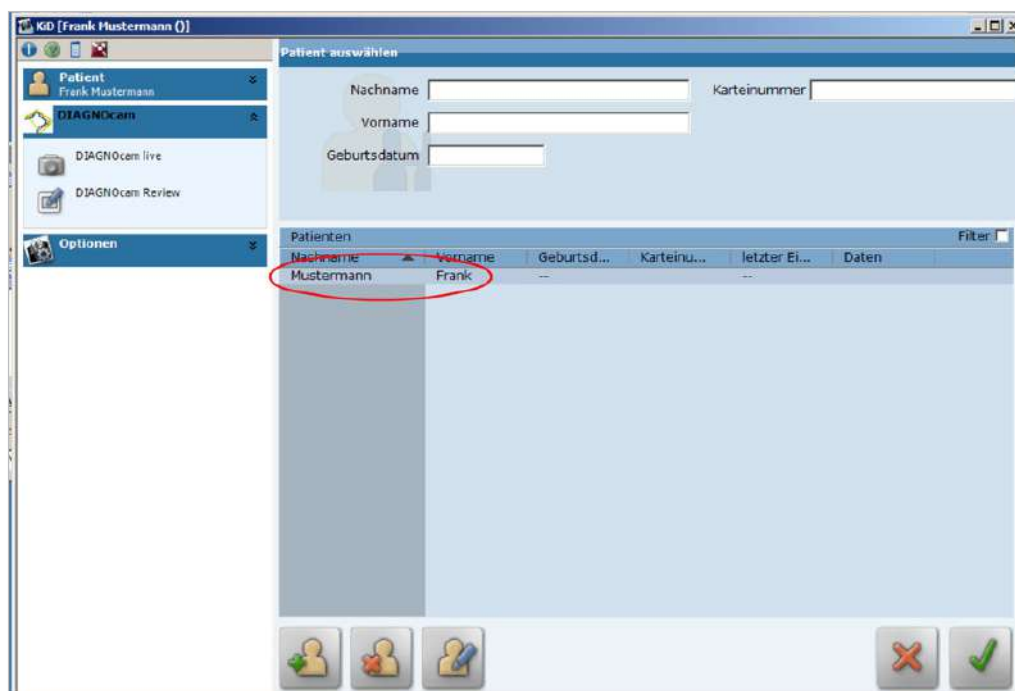 KiD [Frank Mustermann ()]
Patient auswählen
Patient
Frank Mustermann
DIAGNOcam
DIAGNOcam live
DIAGNOcam Review
Optionen
Nachname
Karteinummer
Vorname
Geburtsdatum
Patienten
Filter
Nachname Vorname Geburtsd... Karteinu... letzter Ei... Daten
Mustermann Frank -- --